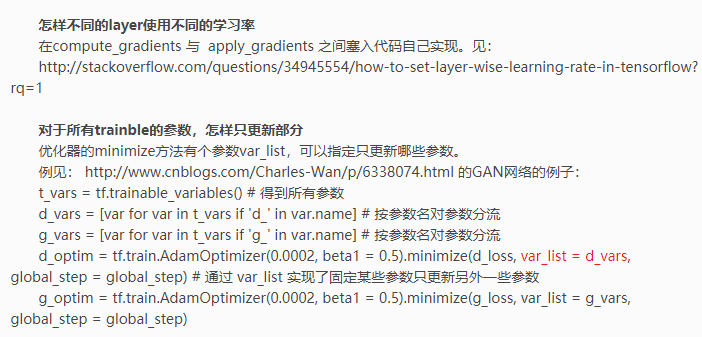 怎样不同的layer使用不同的学习率
在compute_gradients 与  apply_gradients 之间塞入代码自己实现。见：
http://stackoverflow.com/questions/34945554/how-to-set-layer-wise-learning-rate-in-tensorflow?
rq=1
对于所有trainble的参数，怎样只更新部分
优化器的minimize方法有个参数var_list，可以指定只更新哪些参数。
例见： http://www.cnblogs.com/Charles-Wan/p/6338074.html 的GAN网络的例子：
t_vars = tf.trainable_variables() # 得到所有参数
d_vars = [var for var in t_vars if 'd_' in var.name] # 按参数名对参数分流
g_vars = [var for var in t_vars if 'g_' in var.name] # 按参数名对参数分流
d_optim = tf.train.AdamOptimizer(0.0002, beta1 = 0.5).minimize(d_loss, var_list = d_vars,
global_step = global_step) # 通过 var_list 实现了固定某些参数只更新另外一些参数
g_optim = tf.train.AdamOptimizer(0.0002, beta1 = 0.5).minimize(g_loss, var_list = g_vars,
global_step = global_step)